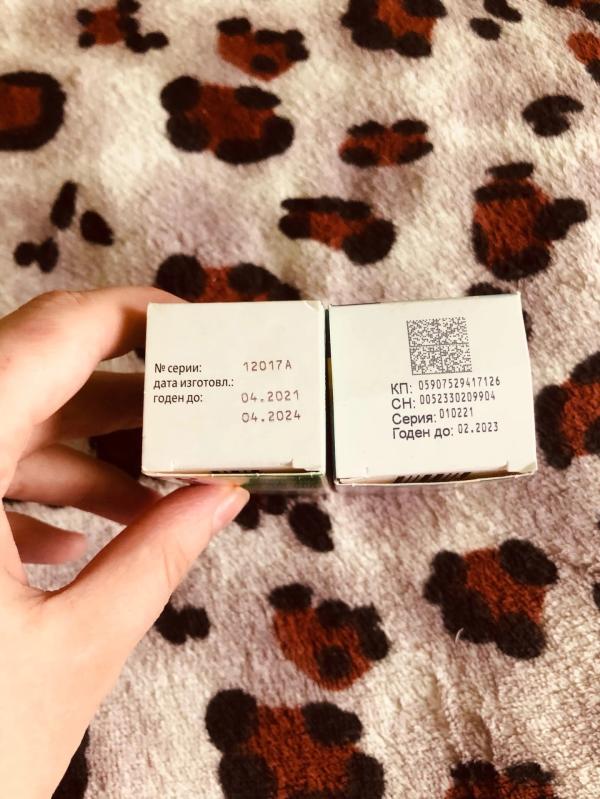 № серии: 12017А
дата изготовл.:
годен до: 04.2021
04.2024
КП: 05907529417126
СН: 0052330209904
Серия: 010221
Годен до: 02.2023